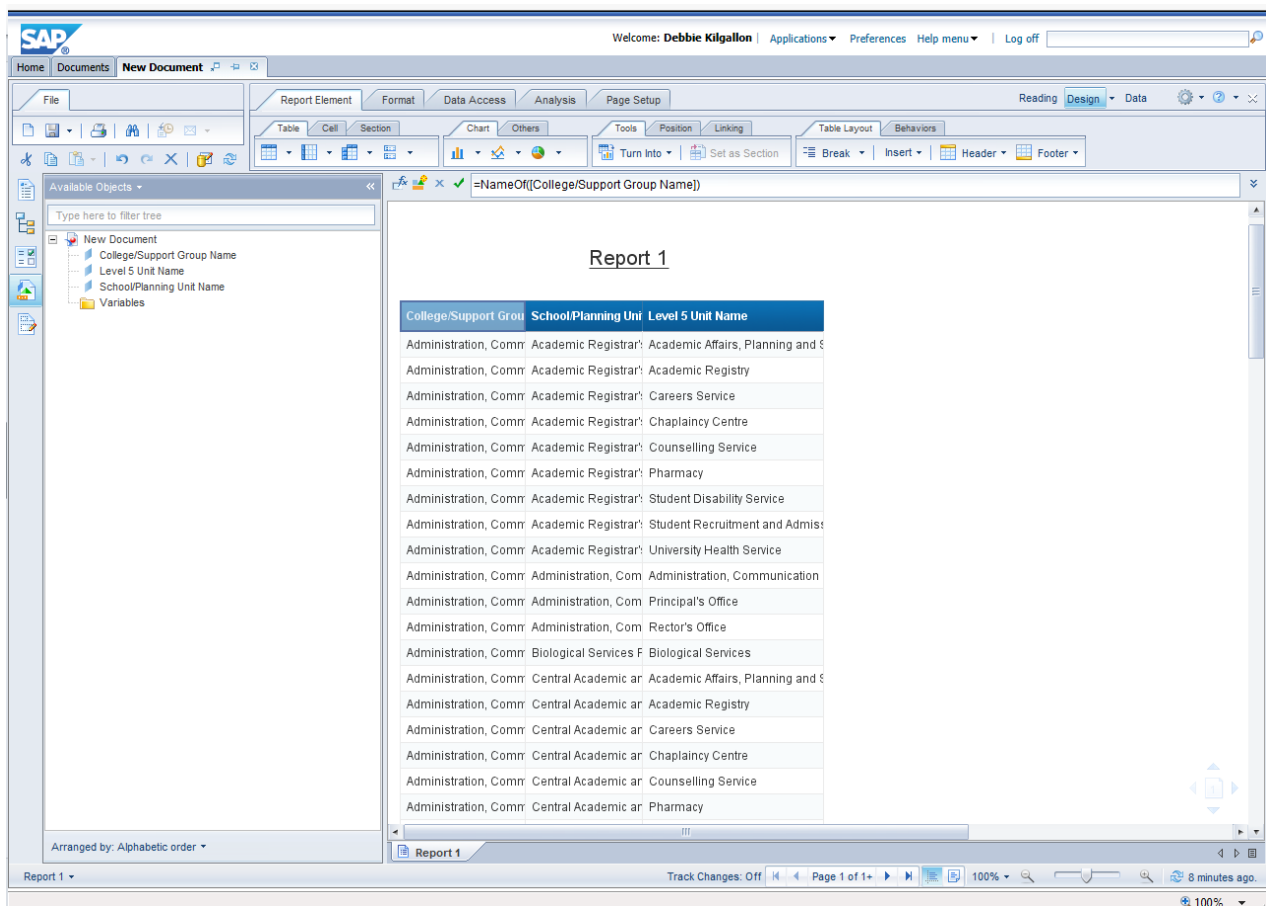 SAP
Welcome: Debbie Kilgallon | Applications Preferences Help menu | Log off
Home Documents New Document
File Report Element Format Data Access Analysis Page Setup Reading Design Data
Table Cell Section Chart Others Tools Position Linking Table Layout Behaviors
Turn Into Set as Section Break Insert Header Footer
Available Objects
=NameOf([College/Support Group Name])
Type here to filter tree
New Document
College/Support Group Name
Level 5 Unit Name
School/Planning Unit Name
Variables
Report 1
College/Support Grou School/Planning Uni Level 5 Unit Name
Administration, Comm Academic Registrar's Academic Affairs, Planning and S
Administration, Comm Academic Registrar's Academic Registry
Administration, Comm Academic Registrar's Careers Service
Administration, Comm Academic Registrar's Chaplaincy Centre
Administration, Comm Academic Registrar's Counselling Service
Administration, Comm Academic Registrar's Pharmacy
Administration, Comm Academic Registrar's Student Disability Service
Administration, Comm Academic Registrar's Student Recruitment and Admiss
Administration, Comm Academic Registrar's University Health Service
Administration, Comm Administration, Com Administration, Communication
Administration, Comm Administration, Com Principal's Office
Administration, Comm Administration, Com Rector's Office
Administration, Comm Biological Services F Biological Services
Administration, Comm Central Academic an Academic Affairs, Planning and S
Administration, Comm Central Academic an Academic Registry
Administration, Comm Central Academic an Careers Service
Administration, Comm Central Academic an Chaplaincy Centre
Administration, Comm Central Academic an Counselling Service
Administration, Comm Central Academic an Pharmacy
Arranged by: Alphabetic order
Report 1
Report 1 Track Changes: Off Page 1 of 1+ 100% 8 minutes ago.
100%